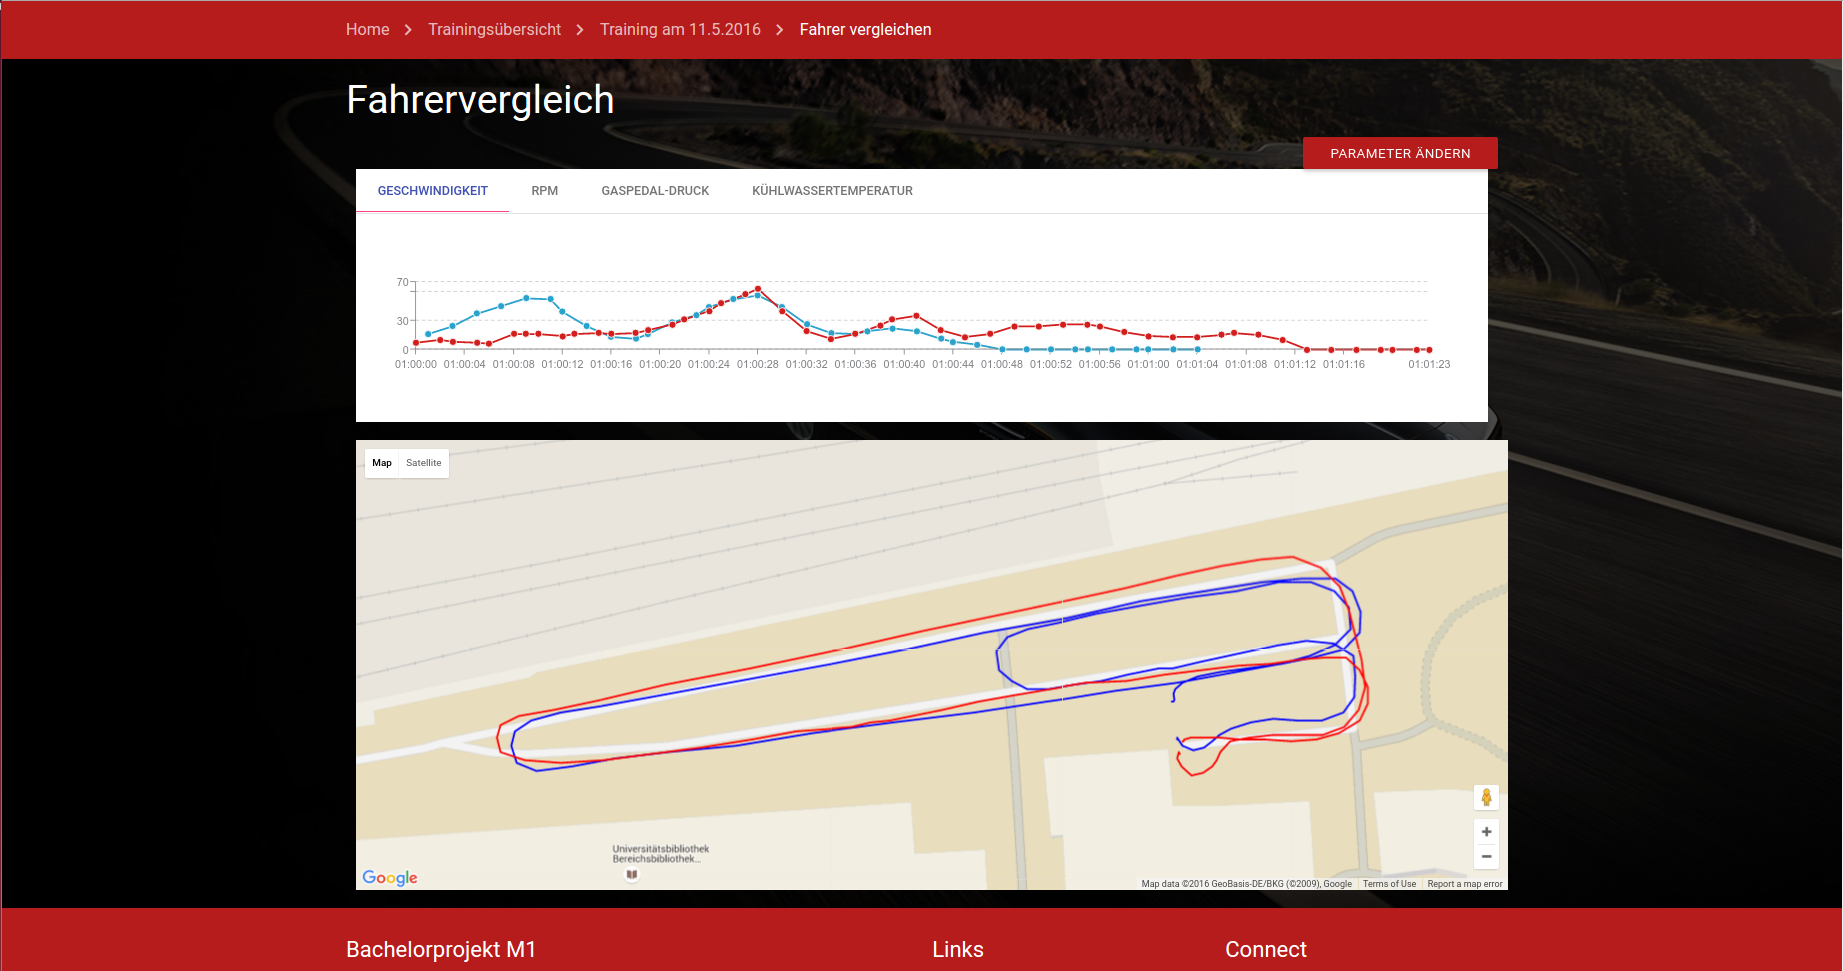 Home > Trainingsübersicht > Training am 11.5.2016 > Fahrer vergleichen
Fahrervergleich
PARAMETER ÄNDERN
GESCHWINDIGKEIT RPM GASPEDAL-DRUCK KÜHLWASSERTEMPERATUR
70
30
0
01:00:00 01:00:04 01:00:08 01:00:12 01:00:16 01:00:20 01:00:24 01:00:28 01:00:32 01:00:36 01:00:40 01:00:44 01:00:48 01:00:52 01:00:56 01:01:00 01:01:04 01:01:08 01:01:12 01:01:16 01:01:23
Map Satellite
Universitätsbibliothek
Bereichsbibliothek...
Google
Map data ©2016 GeoBasis-DE/BKG (©2009), Google Terms of Use Report a map error
Bachelorprojekt M1 Links Connect